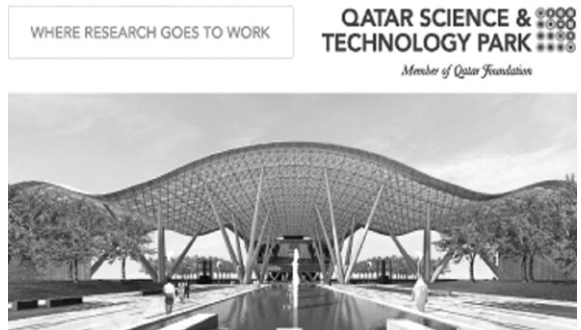 WHERE RESEARCH GOES TO WORK
QATAR SCIENCE &
TECHNOLOGY PARK
Member of Qatar Foundation